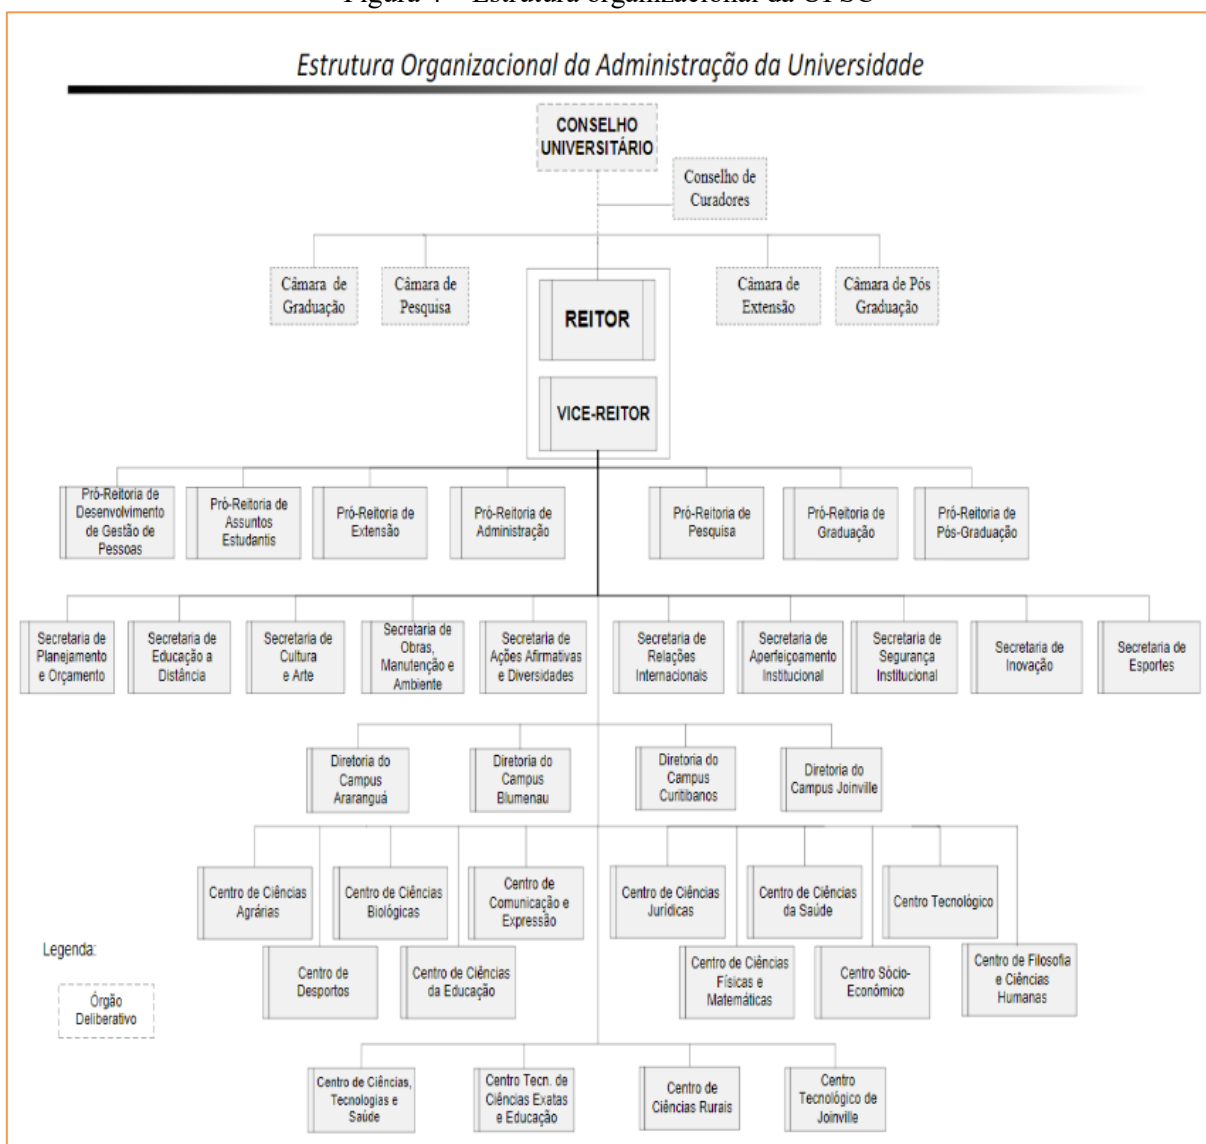 Estrutura Organizacional da Administração da Universidade
CONSELHO
UNIVERSITÁRIO
Conselho de
Curadores
Câmara de
Graduação
Câmara de
Pesquisa
Câmara de
Extensão
Câmara de Pós
Graduação
REITOR
VICE-REITOR
Pró-Reitoria de
Desenvolvimento
de Gestão de
Pessoas
Pró-Reitoria de
Assuntos
Estudantis
Pró-Reitoria de
Extensão
Pró-Reitoria de
Administração
Pró-Reitoria de
Pesquisa
Pró-Reitoria de
Graduação
Pró-Reitoria de
Pós-Graduação
Secretaria de
Planejamento
e Orçamento
Secretaria de
Educação a
Distância
Secretaria de
Cultura
e Arte
Secretaria de
Obras,
Manutenção e
Ambiente
Secretaria de
Ações Afirmativas
e Diversidades
Secretaria de
Relações
Internacionais
Secretaria de
Aperfeiçoamento
Institucional
Secretaria de
Segurança
Institucional
Secretaria de
Inovação
Secretaria de
Esportes
Diretoria do
Campus
Araranguá
Diretoria do
Campus
Blumenau
Diretoria do
Campus
Curitibanos
Diretoria do
Campus Joinville
Centro de Ciências
Agrárias
Centro de Ciências
Biológicas
Centro de
Comunicação e
Expressão
Centro de Ciências
Jurídicas
Centro de Ciências
da Saúde
Centro Tecnológico
Centro de
Desportos
Centro de Ciências
da Educação
Centro de Ciências
Físicas e
Matemáticas
Centro Sócio-
Econômico
Centro de Filosofia
e Ciências
Humanas
Legenda:
Órgão
Deliberativo
Centro de Ciências,
Tecnologias e
Saúde
Centro Tecn. de
Ciências Exatas
e Educação
Centro de
Ciências Rurais
Centro
Tecnológico de
Joinville